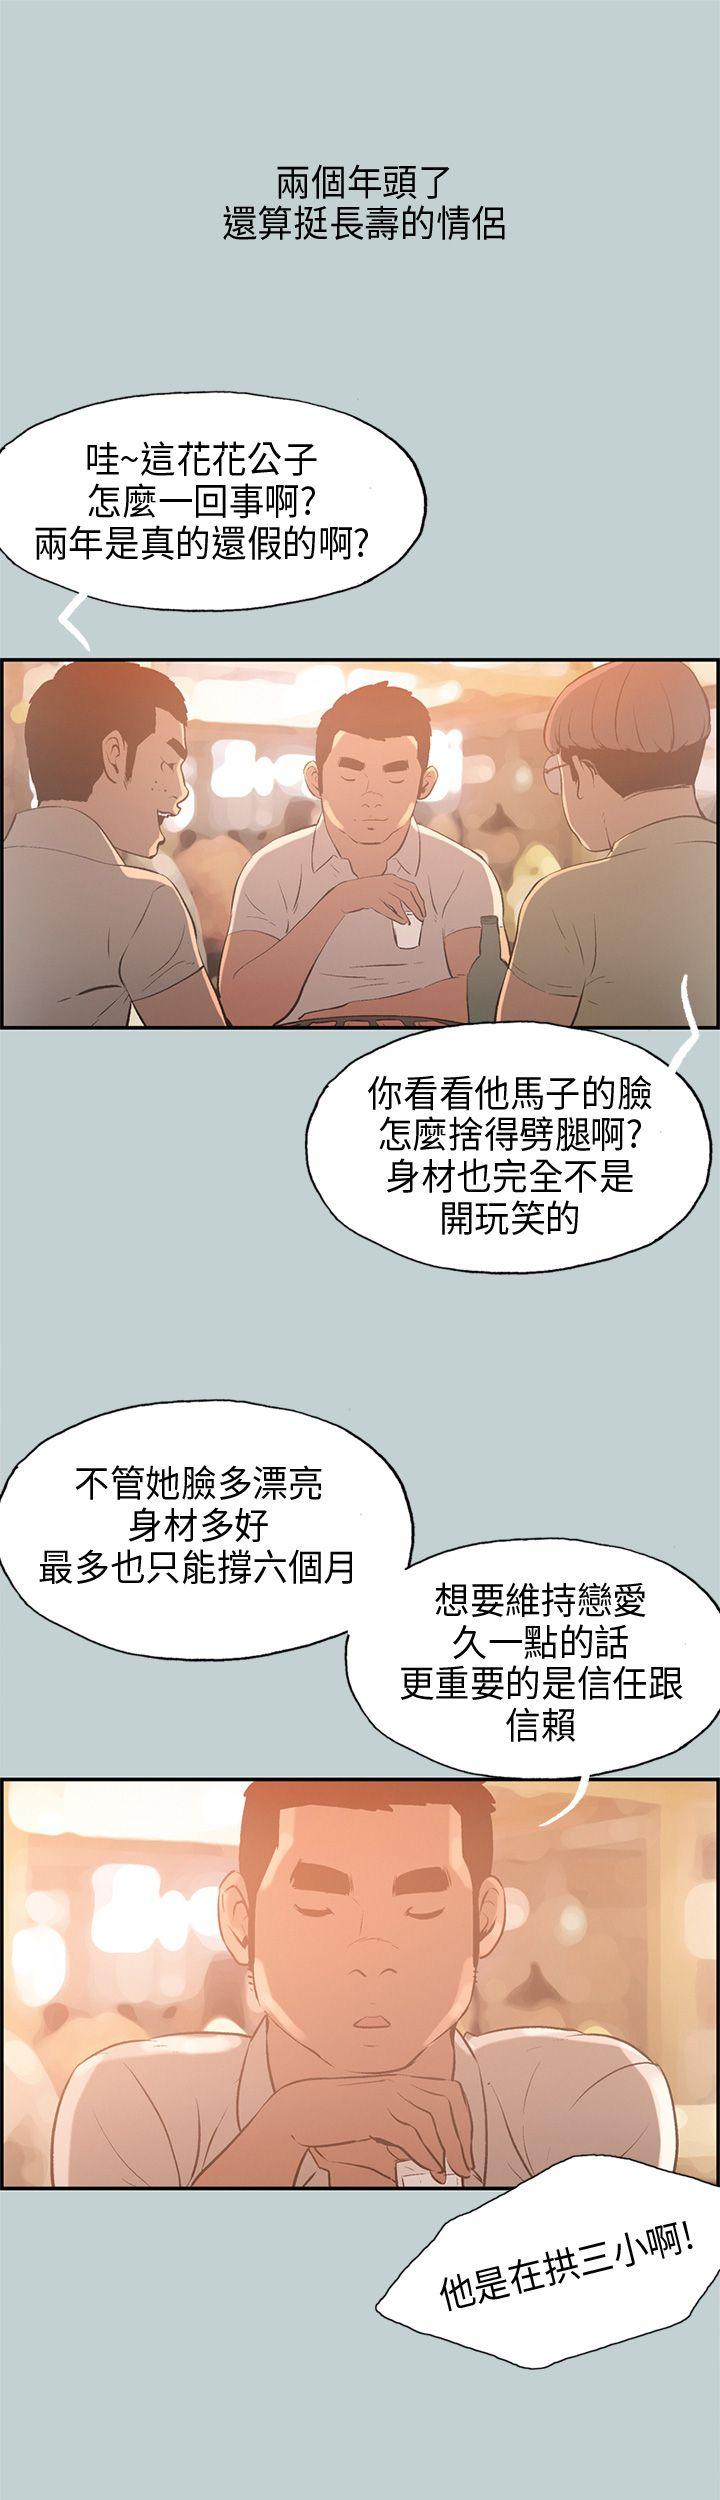 兩個年頭了
還算挺長壽的情侶
哇~這花花公子
怎麼一回事啊?
兩年是真的還假的啊?
你看看他馬子的臉
怎麼捨得劈腿啊?
身材也完全不是
開玩笑的
不管她臉多漂亮
身材多好
最多也只能撐六個月
想要維持戀愛
久一點的話
更重要的是信任跟
信賴
他是在拱三小啊!